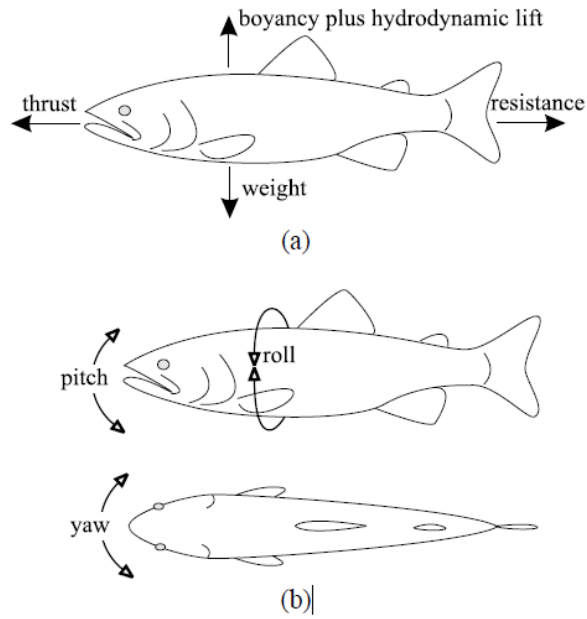 boyancy plus hydrodynamic lift
thrust
resistance
weight
(a)
roll
pitch
yaw
(b)